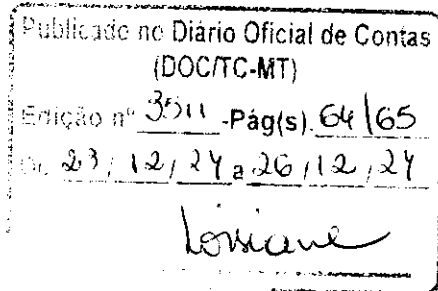 Publicado no Diário Oficial de Contas
(DOC/TC-MT)
Edição nº 3511 -Pág(s). 64/65
De 23/12/24 a 26/12/24